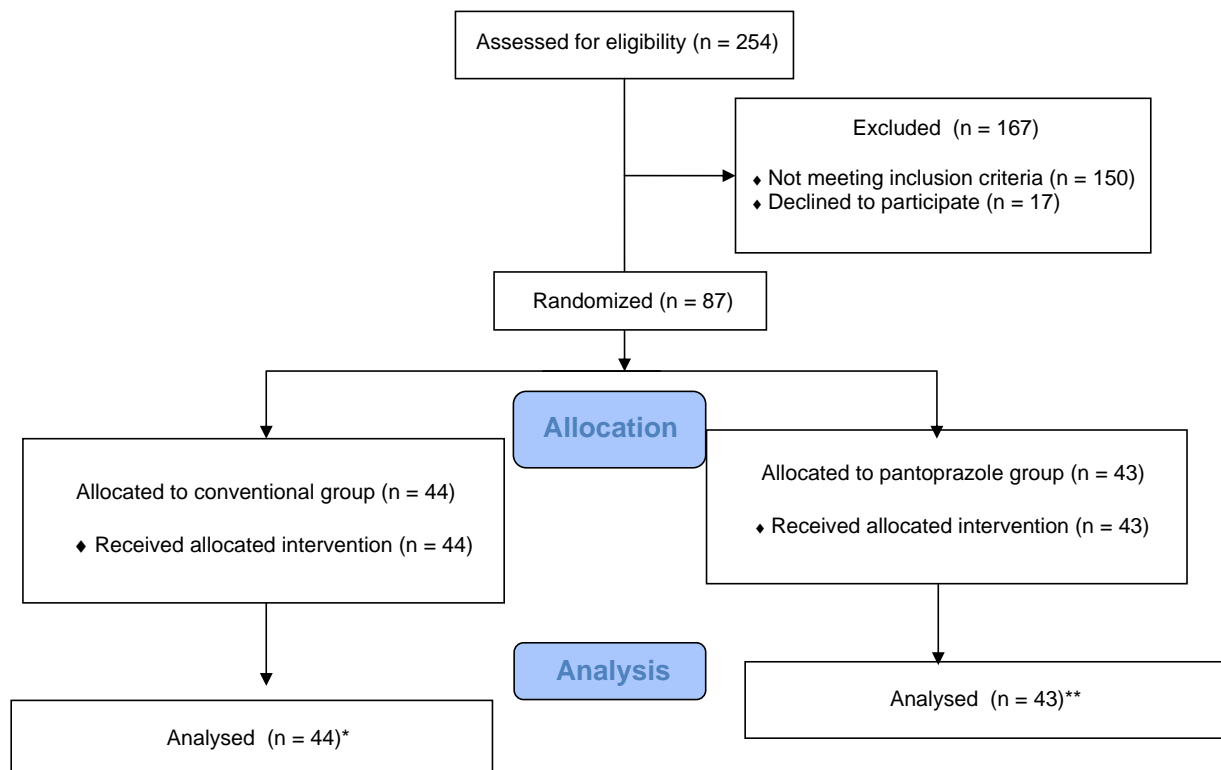 Assessed for eligibility (n = 254)
Excluded (n = 167)
♦ Not meeting inclusion criteria (n = 150)
♦ Declined to participate (n = 17)
Randomized (n = 87)
Allocation
Allocated to conventional group (n = 44)
♦ Received allocated intervention (n = 44)
Allocated to pantoprazole group (n = 43)
♦ Received allocated intervention (n = 43)
Analysis
Analysed (n = 44)*
Analysed (n = 43)**